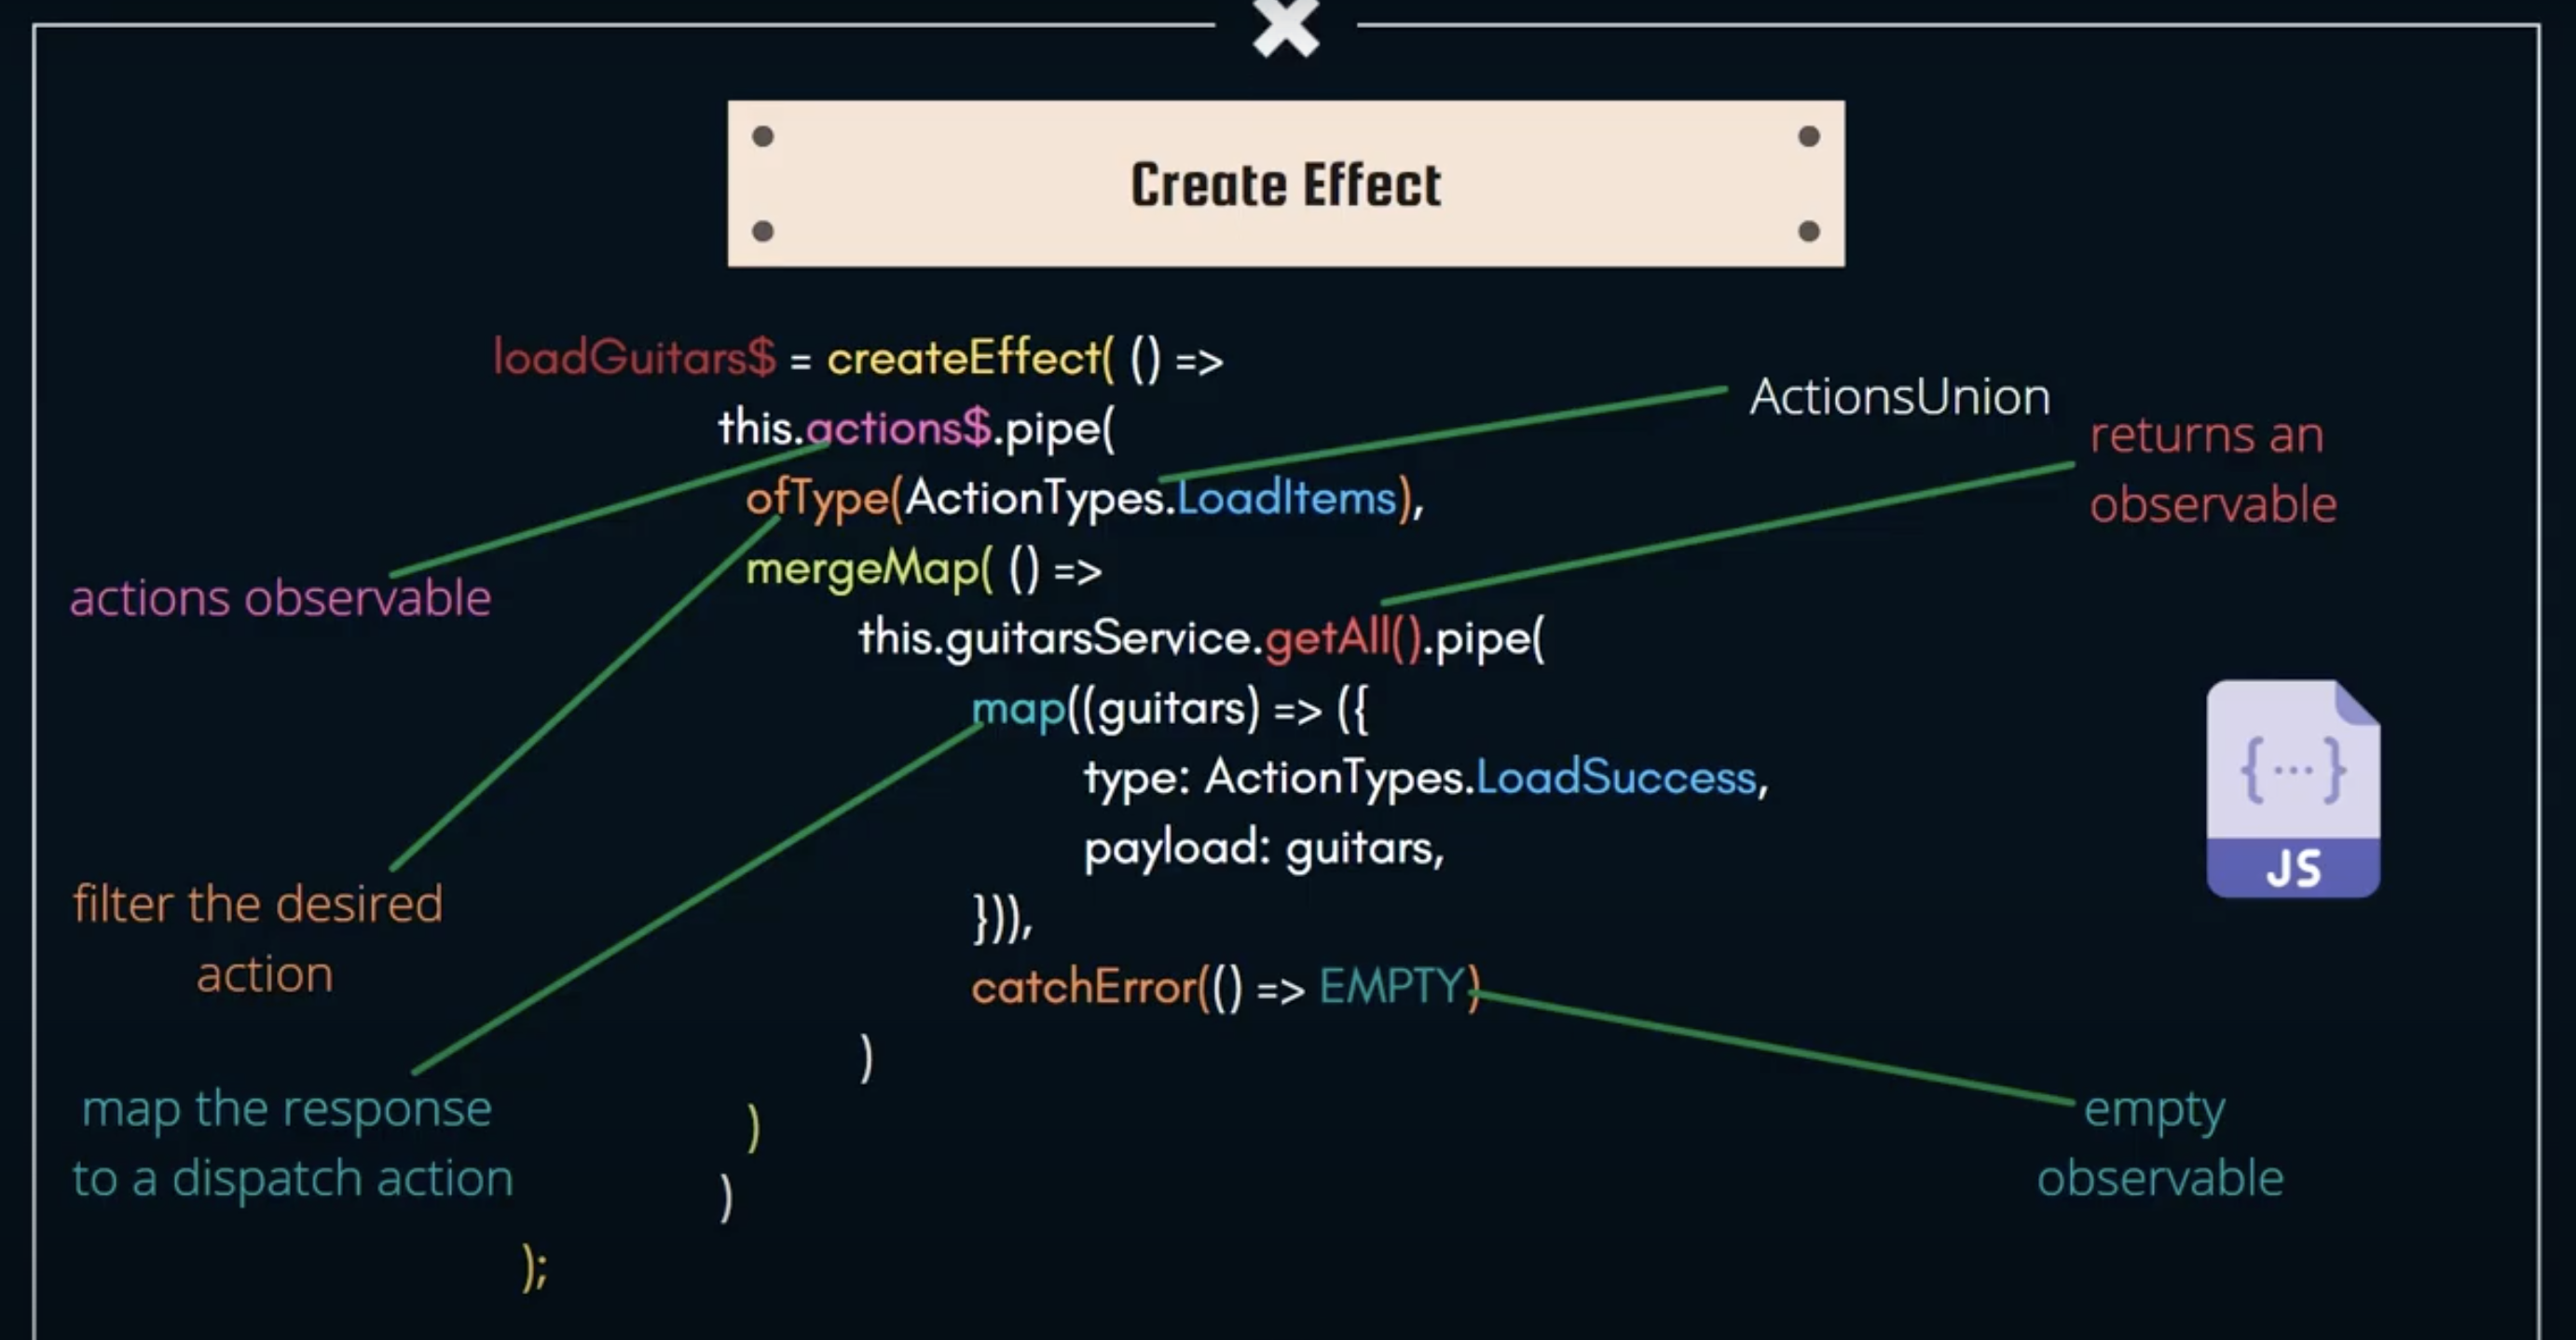 Create Effect
loadGuitars$ = createEffect( () =>
this.actions$.pipe(
ofType(ActionTypes.LoadItems),
mergeMap( () =>
this.guitarsService.getAll().pipe(
map((guitars) => ({
type: ActionTypes.LoadSuccess,
payload: guitars,
})),
catchError(() => EMPTY)
)
)
)
);
ActionsUnion
returns an
observable
actions observable
filter the desired
action
map the response
to a dispatch action
empty
observable
{...}
JS